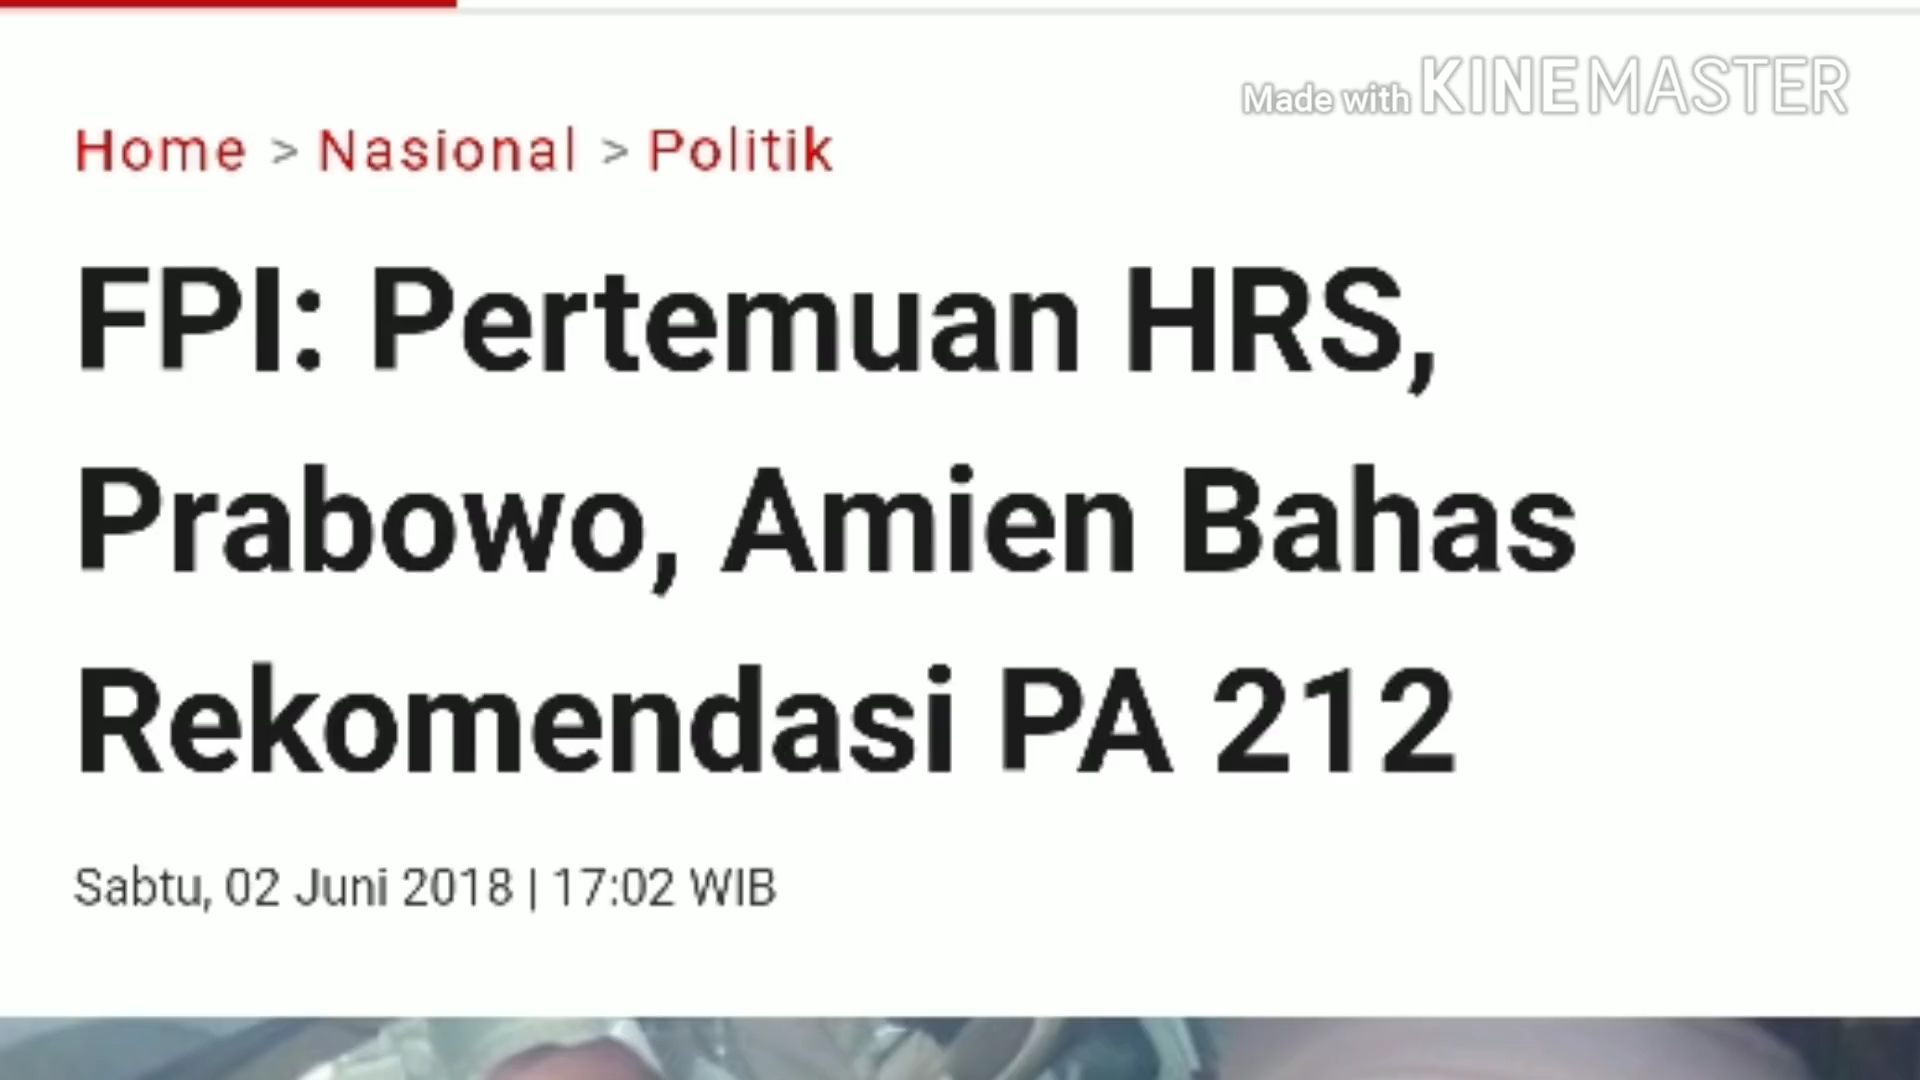 Made with KINEMASTER
Home > Nasional > Politik
FPI: Pertemuan HRS,
Prabowo, Amien Bahas
Rekomendasi PA 212
Sabtu, 02 Juni 2018 | 17:02 WIB